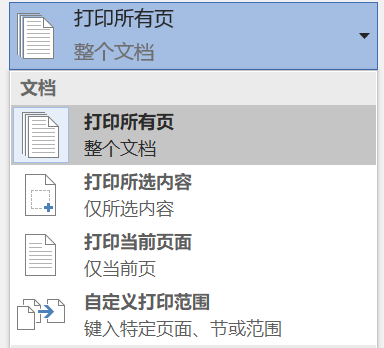 打印所有页
整个文档
文档
打印所有页
整个文档
打印所选内容
仅所选内容
打印当前页面
仅当前页
自定义打印范围
键入特定页面、节或范围